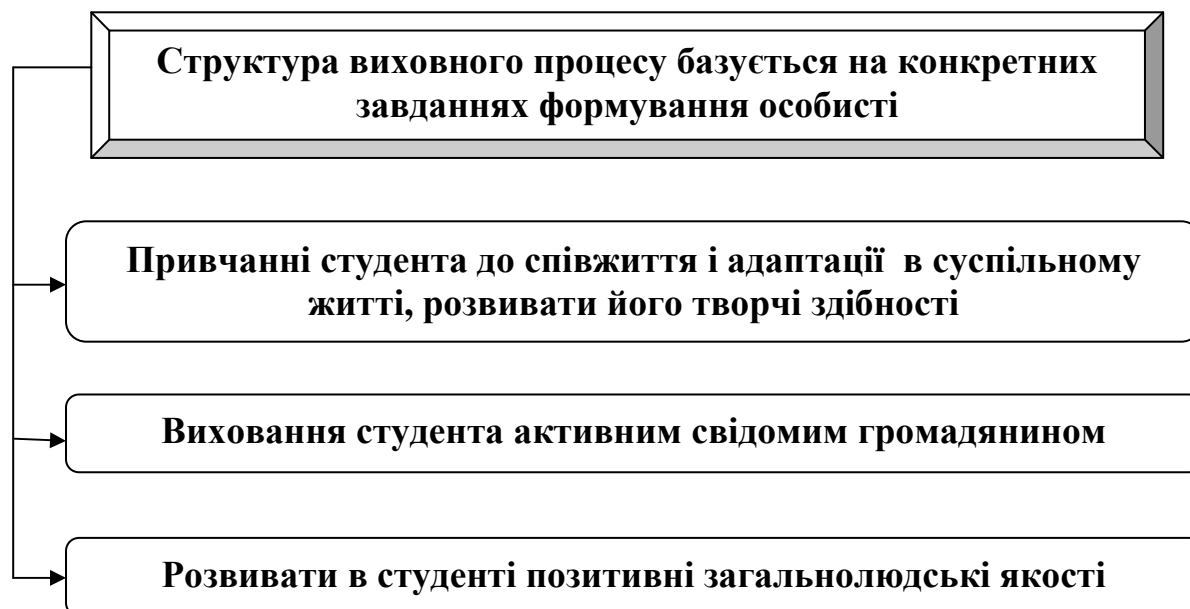 Структура виховного процесу базується на конкретних
завданнях формування особисті
Привчанні студента до співжиття і адаптації в суспільному
житті, розвивати його творчі здібності
Виховання студента активним свідомим громадянином
Розвивати в студенті позитивні загальнолюдські якості